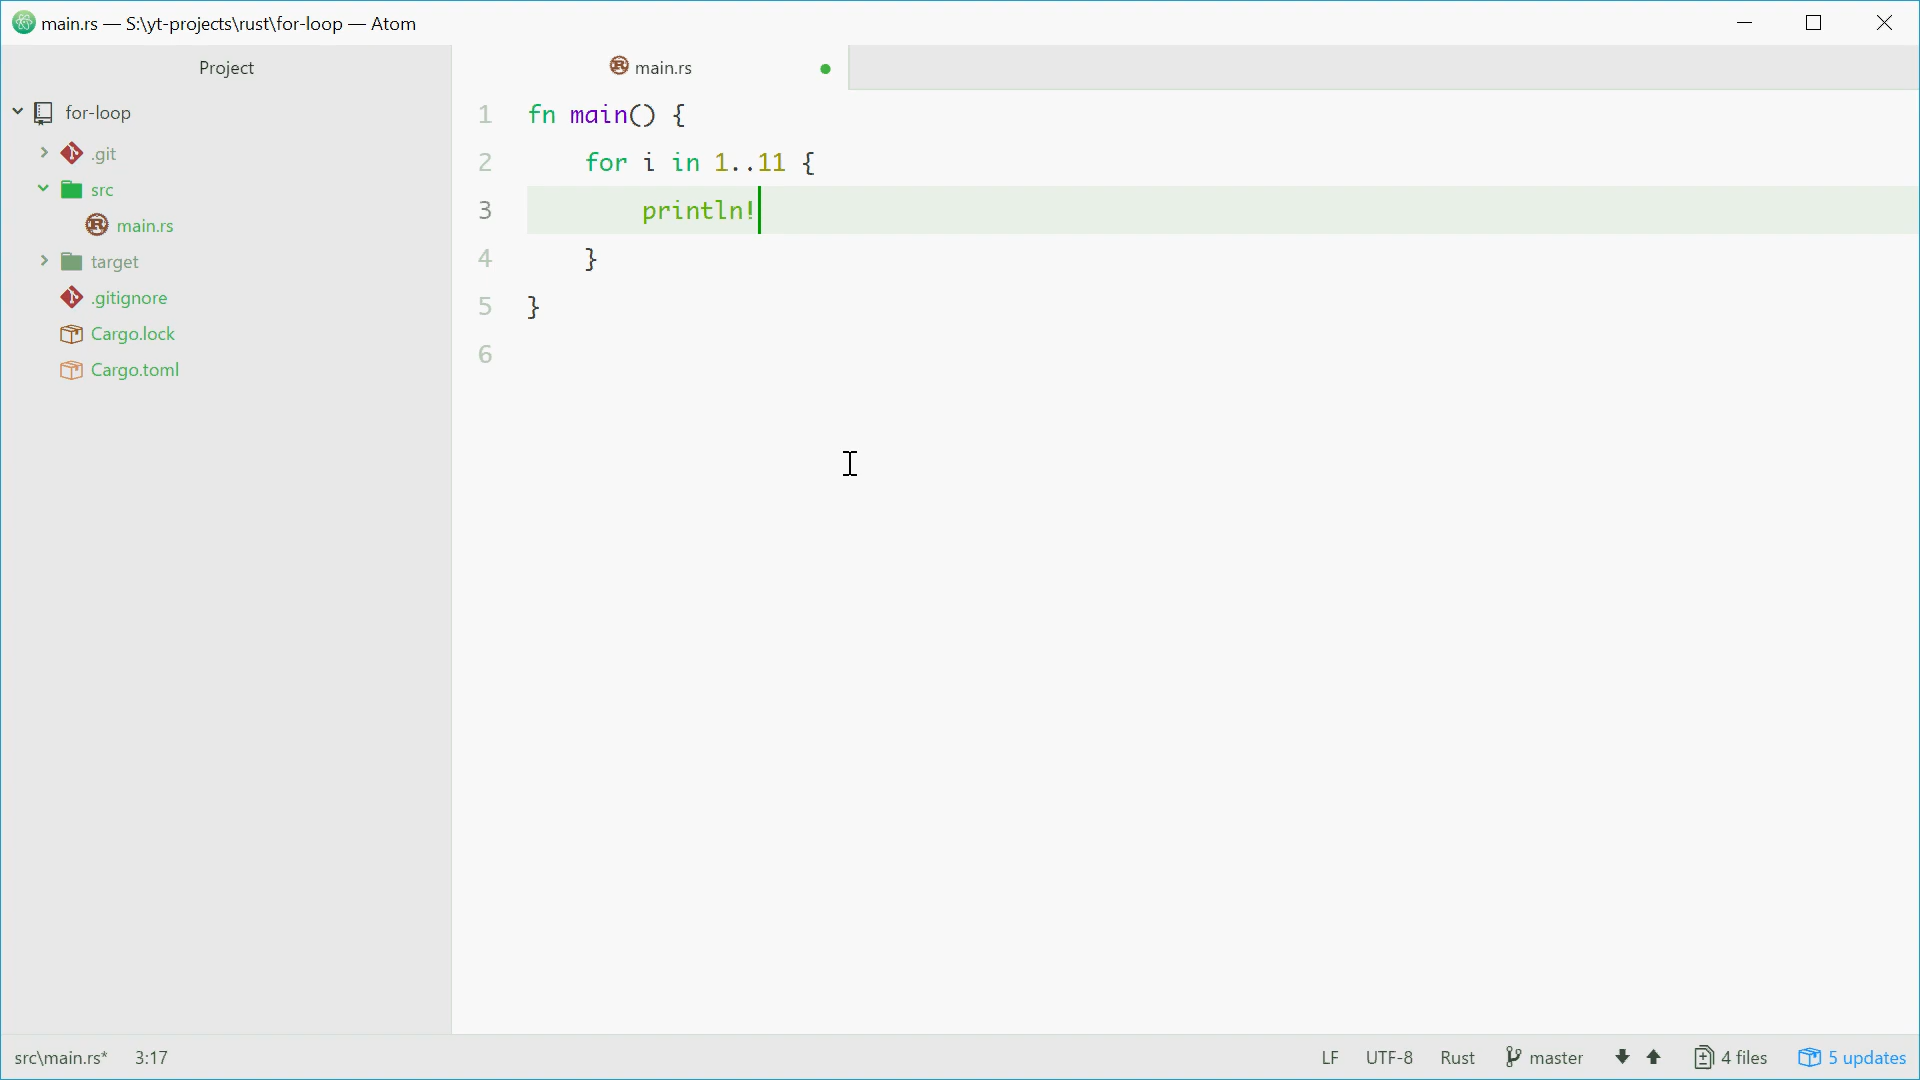 main.rs — S:\yt-projects\rust\for-loop — Atom
Project
for-loop
.git
src
main.rs
target
.gitignore
Cargo.lock
Cargo.toml
main.rs
1 fn main() {
2     for i in 1..11 {
3         println!
4     }
5 }
6
src\main.rs* 3:17
LF UTF-8 Rust master 4 files 5 updates